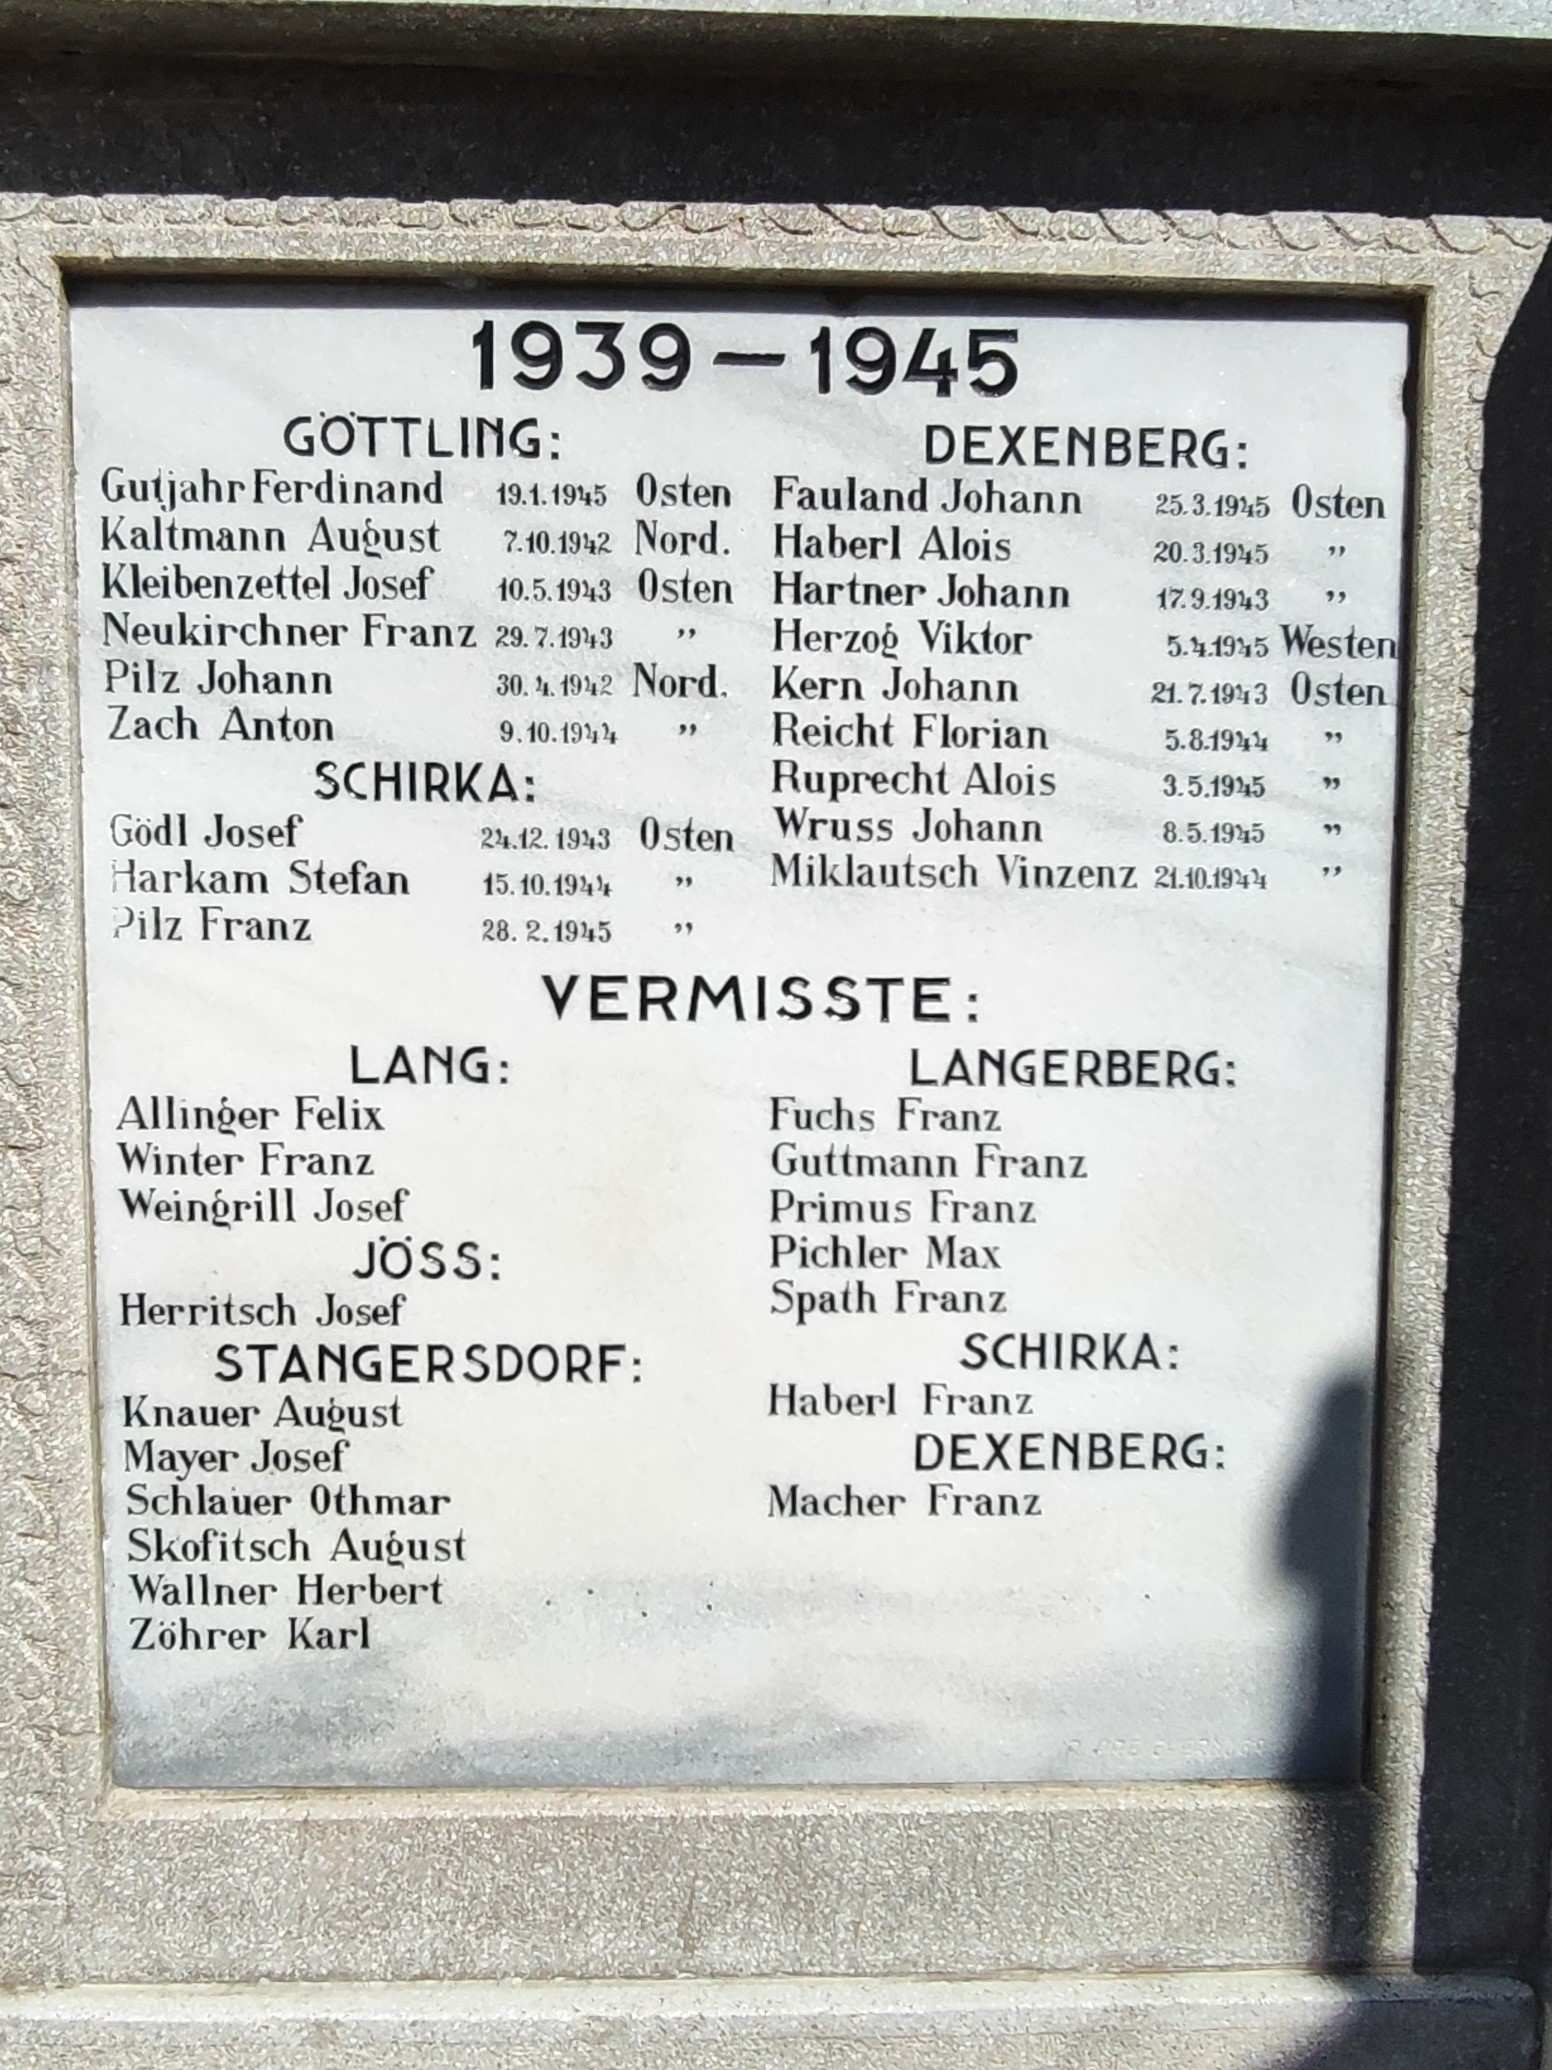 1939 – 1945
GÖTTLING:
Gutjahr Ferdinand 19.1.1945 Osten
Kaltmann August 7.10.1942 Nord.
Kleibenzettel Josef 10.5.1943 Osten
Neukirchner Franz 29.7.1943 "
Pilz Johann 30.4.1942 Nord.
Zach Anton 9.10.1944 "
SCHIRKA:
Gödl Josef 24.12.1943 Osten
Harkam Stefan 15.10.1944 "
Pilz Franz 28.2.1945 "
DEXENBERG:
Fauland Johann 25.3.1945 Osten
Haberl Alois 20.3.1945 "
Hartner Johann 17.9.1943 "
Herzog Viktor 5.4.1945 Westen
Kern Johann 21.7.1943 Osten
Reicht Florian 5.8.1944 "
Ruprecht Alois 3.5.1945 "
Wruss Johann 8.5.1945 "
Miklautsch Vinzenz 21.10.1944 "
VERMISSTE:
LANG:
Allinger Felix
Winter Franz
Weingrill Josef
JÖSS:
Herritsch Josef
STANGERSDORF:
Knauer August
Mayer Josef
Schlauer Othmar
Skofitsch August
Wallner Herbert
Zöhrer Karl
LANGERBERG:
Fuchs Franz
Guttmann Franz
Primus Franz
Pichler Max
Spath Franz
SCHIRKA:
Haberl Franz
DEXENBERG:
Macher Franz